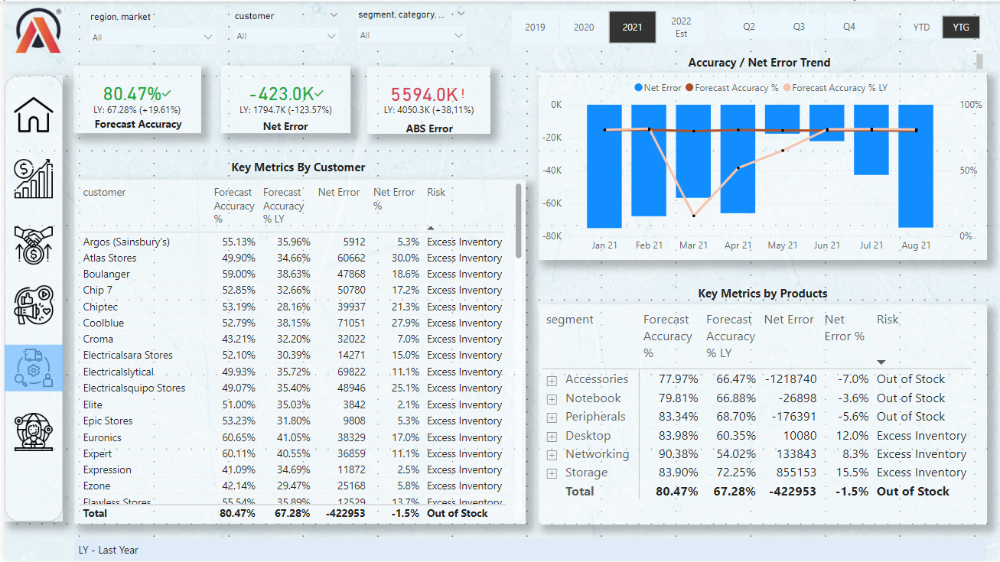 region, market
All
customer
All
segment, category, ...
All
2019 2020 2021 2022 Est
Q2 Q3 Q4
YTD YTG
80.47%
LY: 67.28% (+19.61%)
Forecast Accuracy
-423.0K
LY: 1794.7K (-123.57%)
Net Error
5594.0K!
LY: 4050.3K (+38,11%)
ABS Error
Accuracy / Net Error Trend
Net Error Forecast Accuracy % Forecast Accuracy % LY
0K 100%
-20K
-40K 50%
-60K
-80K 0%
Jan 21 Feb 21 Mar 21 Apr 21 May 21 Jun 21 Jul 21 Aug 21
Key Metrics By Customer
customer Forecast Accuracy % Forecast Accuracy % LY Net Error Net Error % Risk
Argos (Sainsbury's) 55.13% 35.96% 5912 5.3% Excess Inventory
Atlas Stores 49.90% 34.66% 60662 30.0% Excess Inventory
Boulanger 59.00% 38.63% 47868 18.6% Excess Inventory
Chip 7 52.85% 32.66% 50780 17.2% Excess Inventory
Chiptec 53.19% 28.16% 39937 21.3% Excess Inventory
Coolblue 52.79% 38.15% 71051 27.9% Excess Inventory
Croma 43.21% 32.20% 32022 7.0% Excess Inventory
Electricalsara Stores 52.10% 30.39% 14271 15.0% Excess Inventory
Electricalslytical 49.93% 35.72% 69822 11.1% Excess Inventory
Electricalsquipo Stores 49.07% 35.40% 48946 25.1% Excess Inventory
Elite 51.00% 35.03% 3842 2.1% Excess Inventory
Epic Stores 53.23% 31.80% 9808 5.3% Excess Inventory
Euronics 60.65% 41.05% 38329 17.0% Excess Inventory
Expert 60.11% 40.55% 36859 11.1% Excess Inventory
Expression 41.09% 34.69% 11872 2.5% Excess Inventory
Ezone 42.14% 29.47% 25168 5.8% Excess Inventory
Flawless Stores 55.54% 35.89% 12529 13.7% Excess Inventory
Total 80.47% 67.28% -422953 -1.5% Out of Stock
Key Metrics by Products
segment Forecast Accuracy % Forecast Accuracy % LY Net Error Net Error % Risk
Accessories 77.97% 66.47% -1218740 -7.0% Out of Stock
Notebook 79.81% 66.88% -26898 -3.6% Out of Stock
Peripherals 83.34% 68.70% -176391 -5.6% Out of Stock
Desktop 83.98% 60.35% 10080 12.0% Excess Inventory
Networking 90.38% 54.02% 133843 8.3% Excess Inventory
Storage 83.90% 72.25% 855153 15.5% Excess Inventory
Total 80.47% 67.28% -422953 -1.5% Out of Stock
LY - Last Year